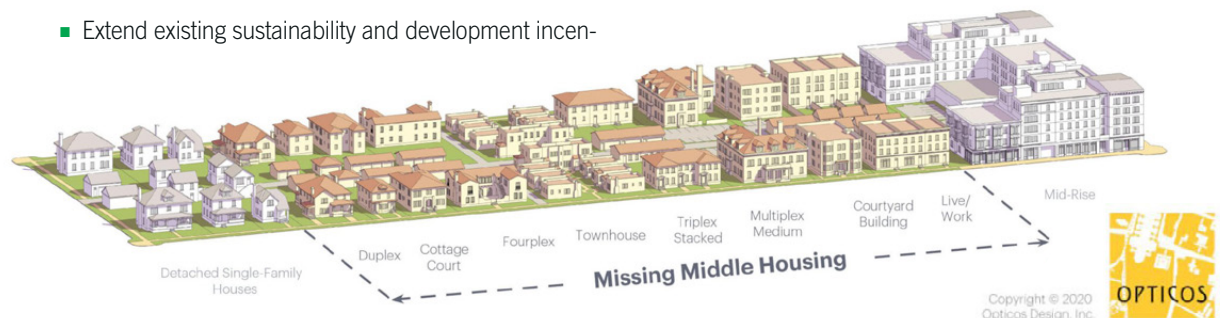 ▪ Extend existing sustainability and development incen-
Detached Single-Family
Houses
Duplex
Cottage
Court
Fourplex
Townhouse
Triplex
Stacked
Multiplex
Medium
Courtyard
Building
Live/
Work
Mid-Rise
Missing Middle Housing
Copyright © 2020
Opticos Design, Inc.
OPTICOS